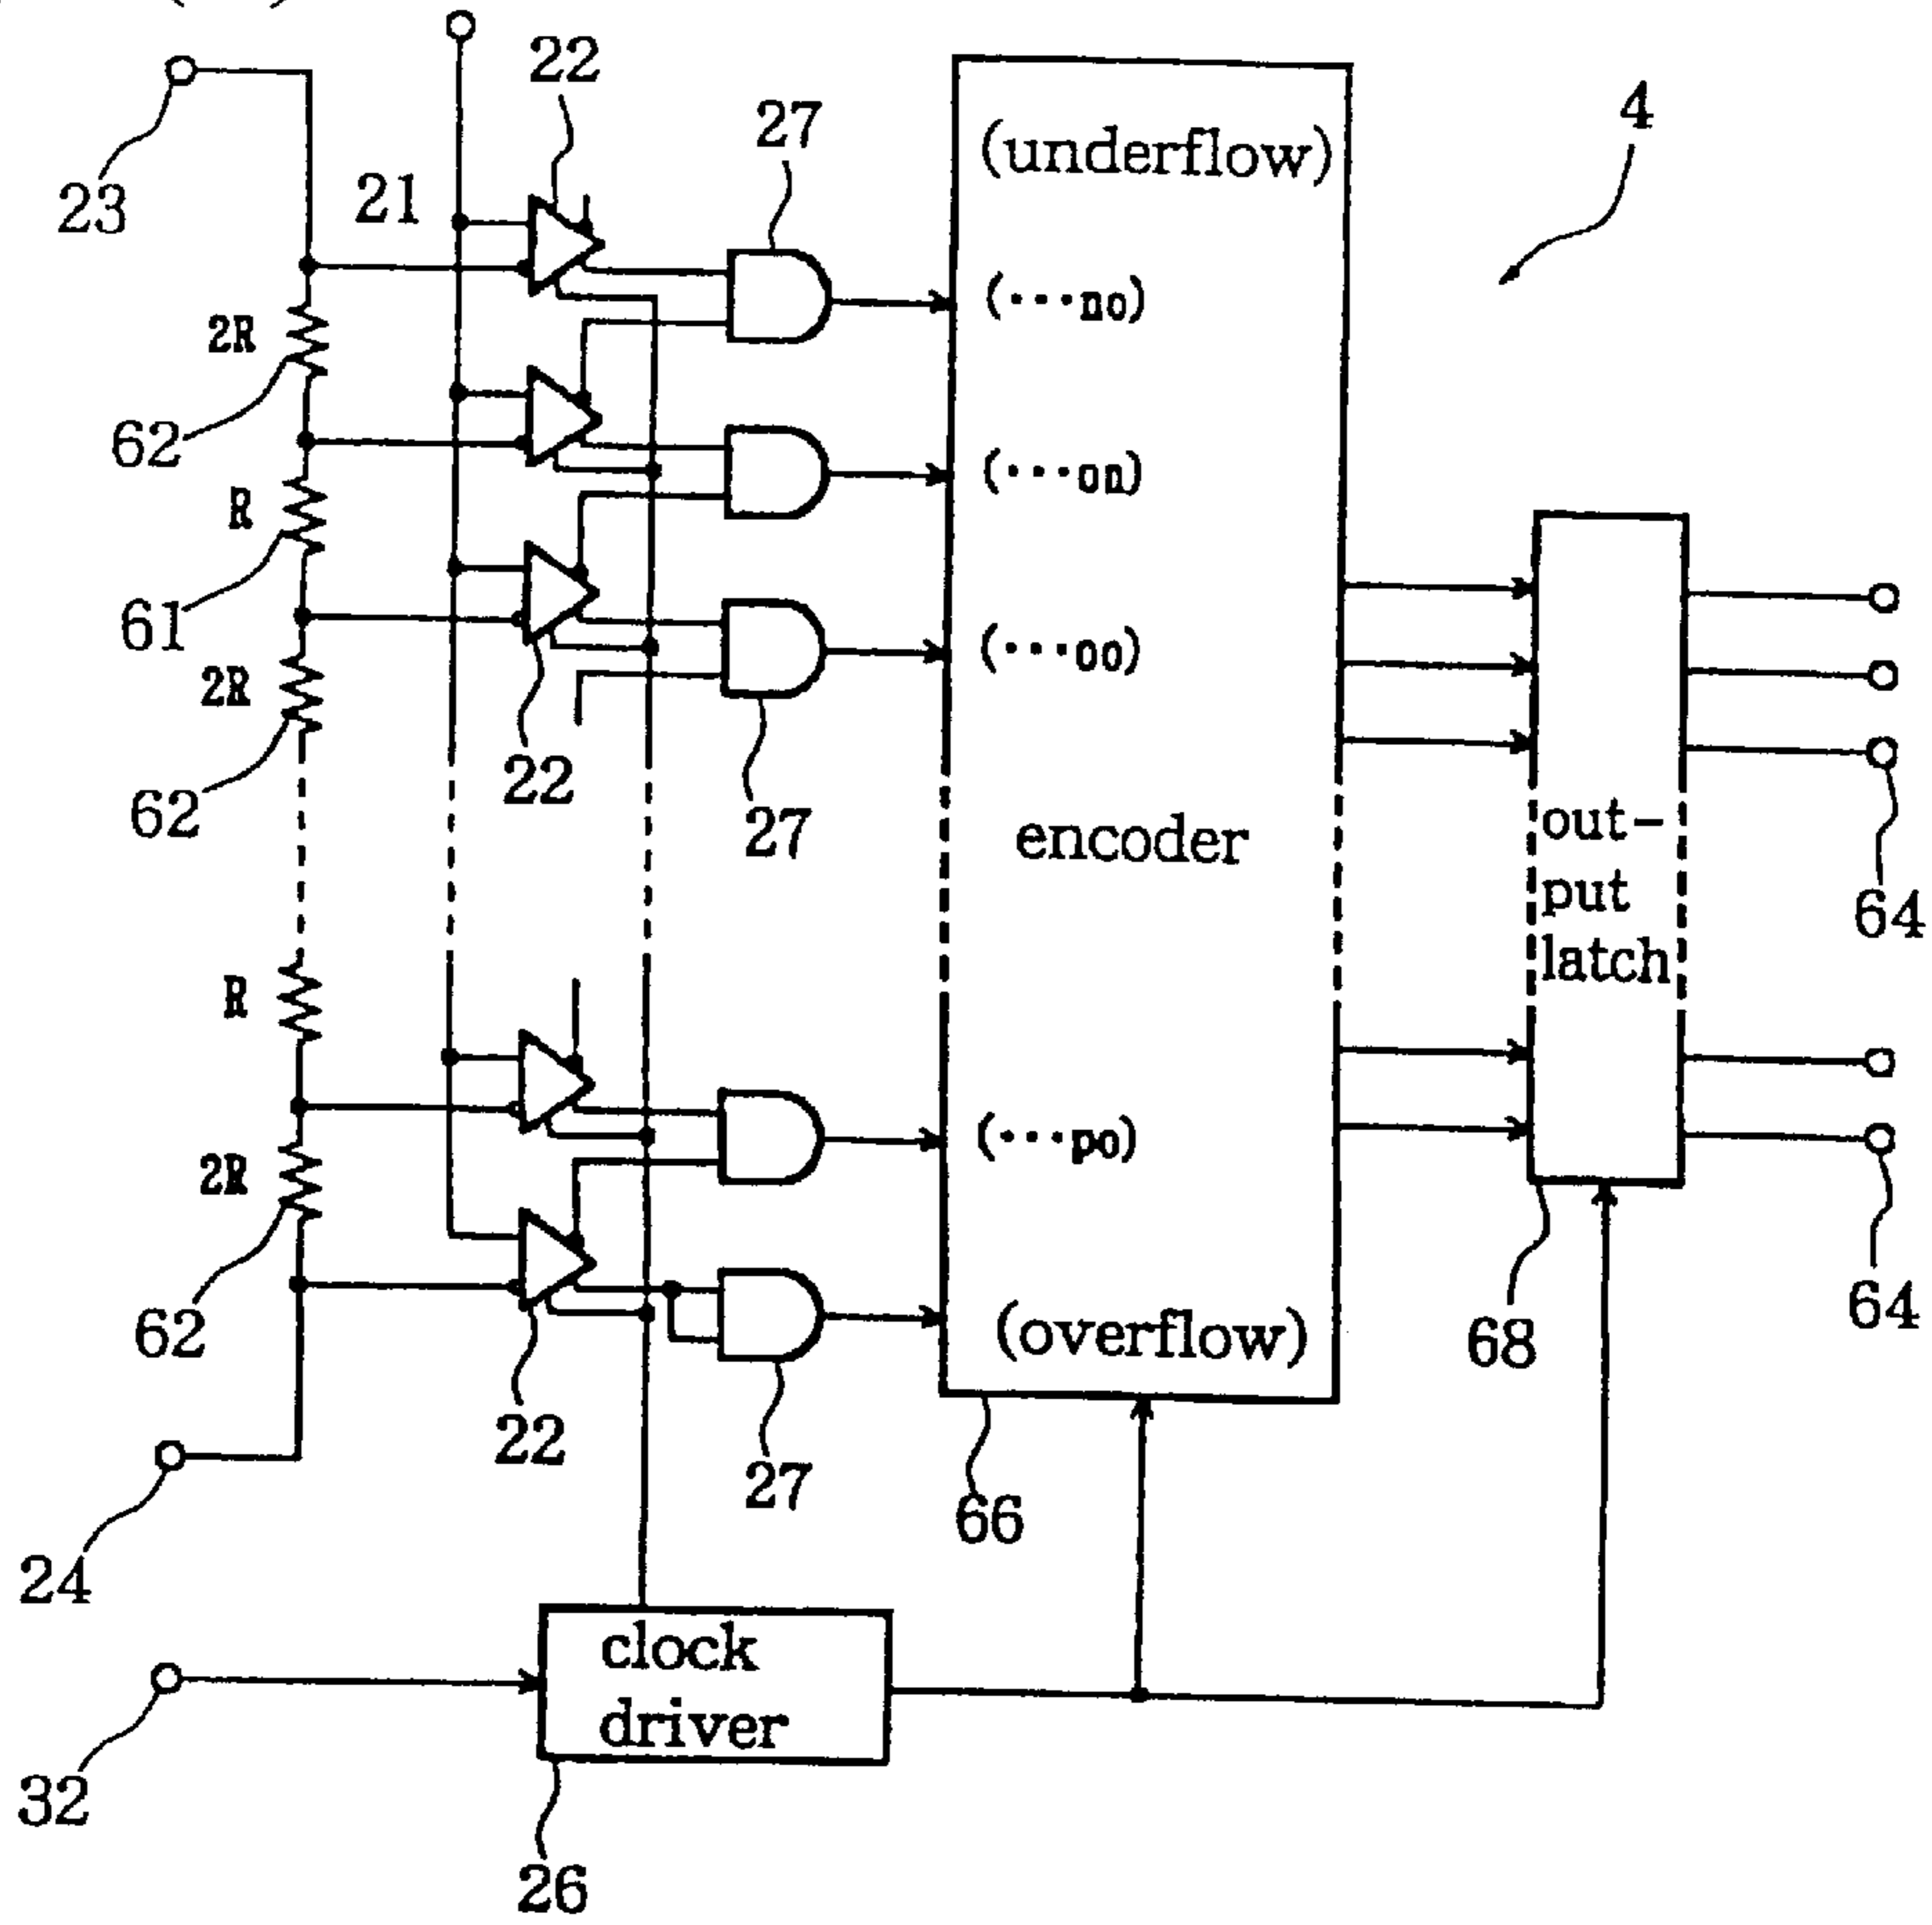 22
4
27
(underflow)
23
21
(···no)
2R
62
(···on)
R
61
(···oo)
2R
22
62
27
out-
encoder
put
64
latch
R
(···po)
2R
62
(overflow)
68
64
22
27
66
24
clock
driver
32
26